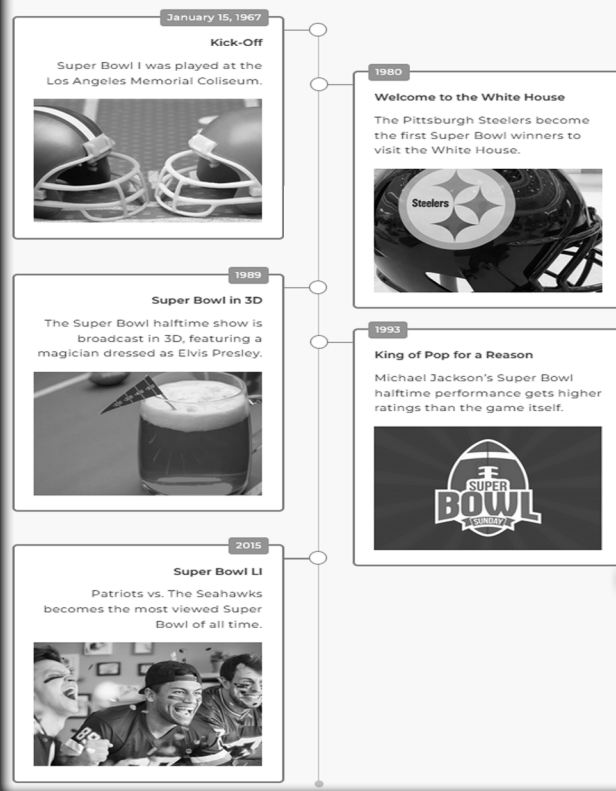 January 15, 1967
Kick-Off
Super Bowl I was played at the
Los Angeles Memorial Coliseum.
1980
Welcome to the White House
The Pittsburgh Steelers become
the first Super Bowl winners to
visit the White House.
Steelers
1989
Super Bowl in 3D
The Super Bowl halftime show is
broadcast in 3D, featuring a
magician dressed as Elvis Presley.
1993
King of Pop for a Reason
Michael Jackson's Super Bowl
halftime performance gets higher
ratings than the game itself.
SUPER
BOWL
SUNDAY
2015
Super Bowl LI
Patriots vs. The Seahawks
becomes the most viewed Super
Bowl of all time.